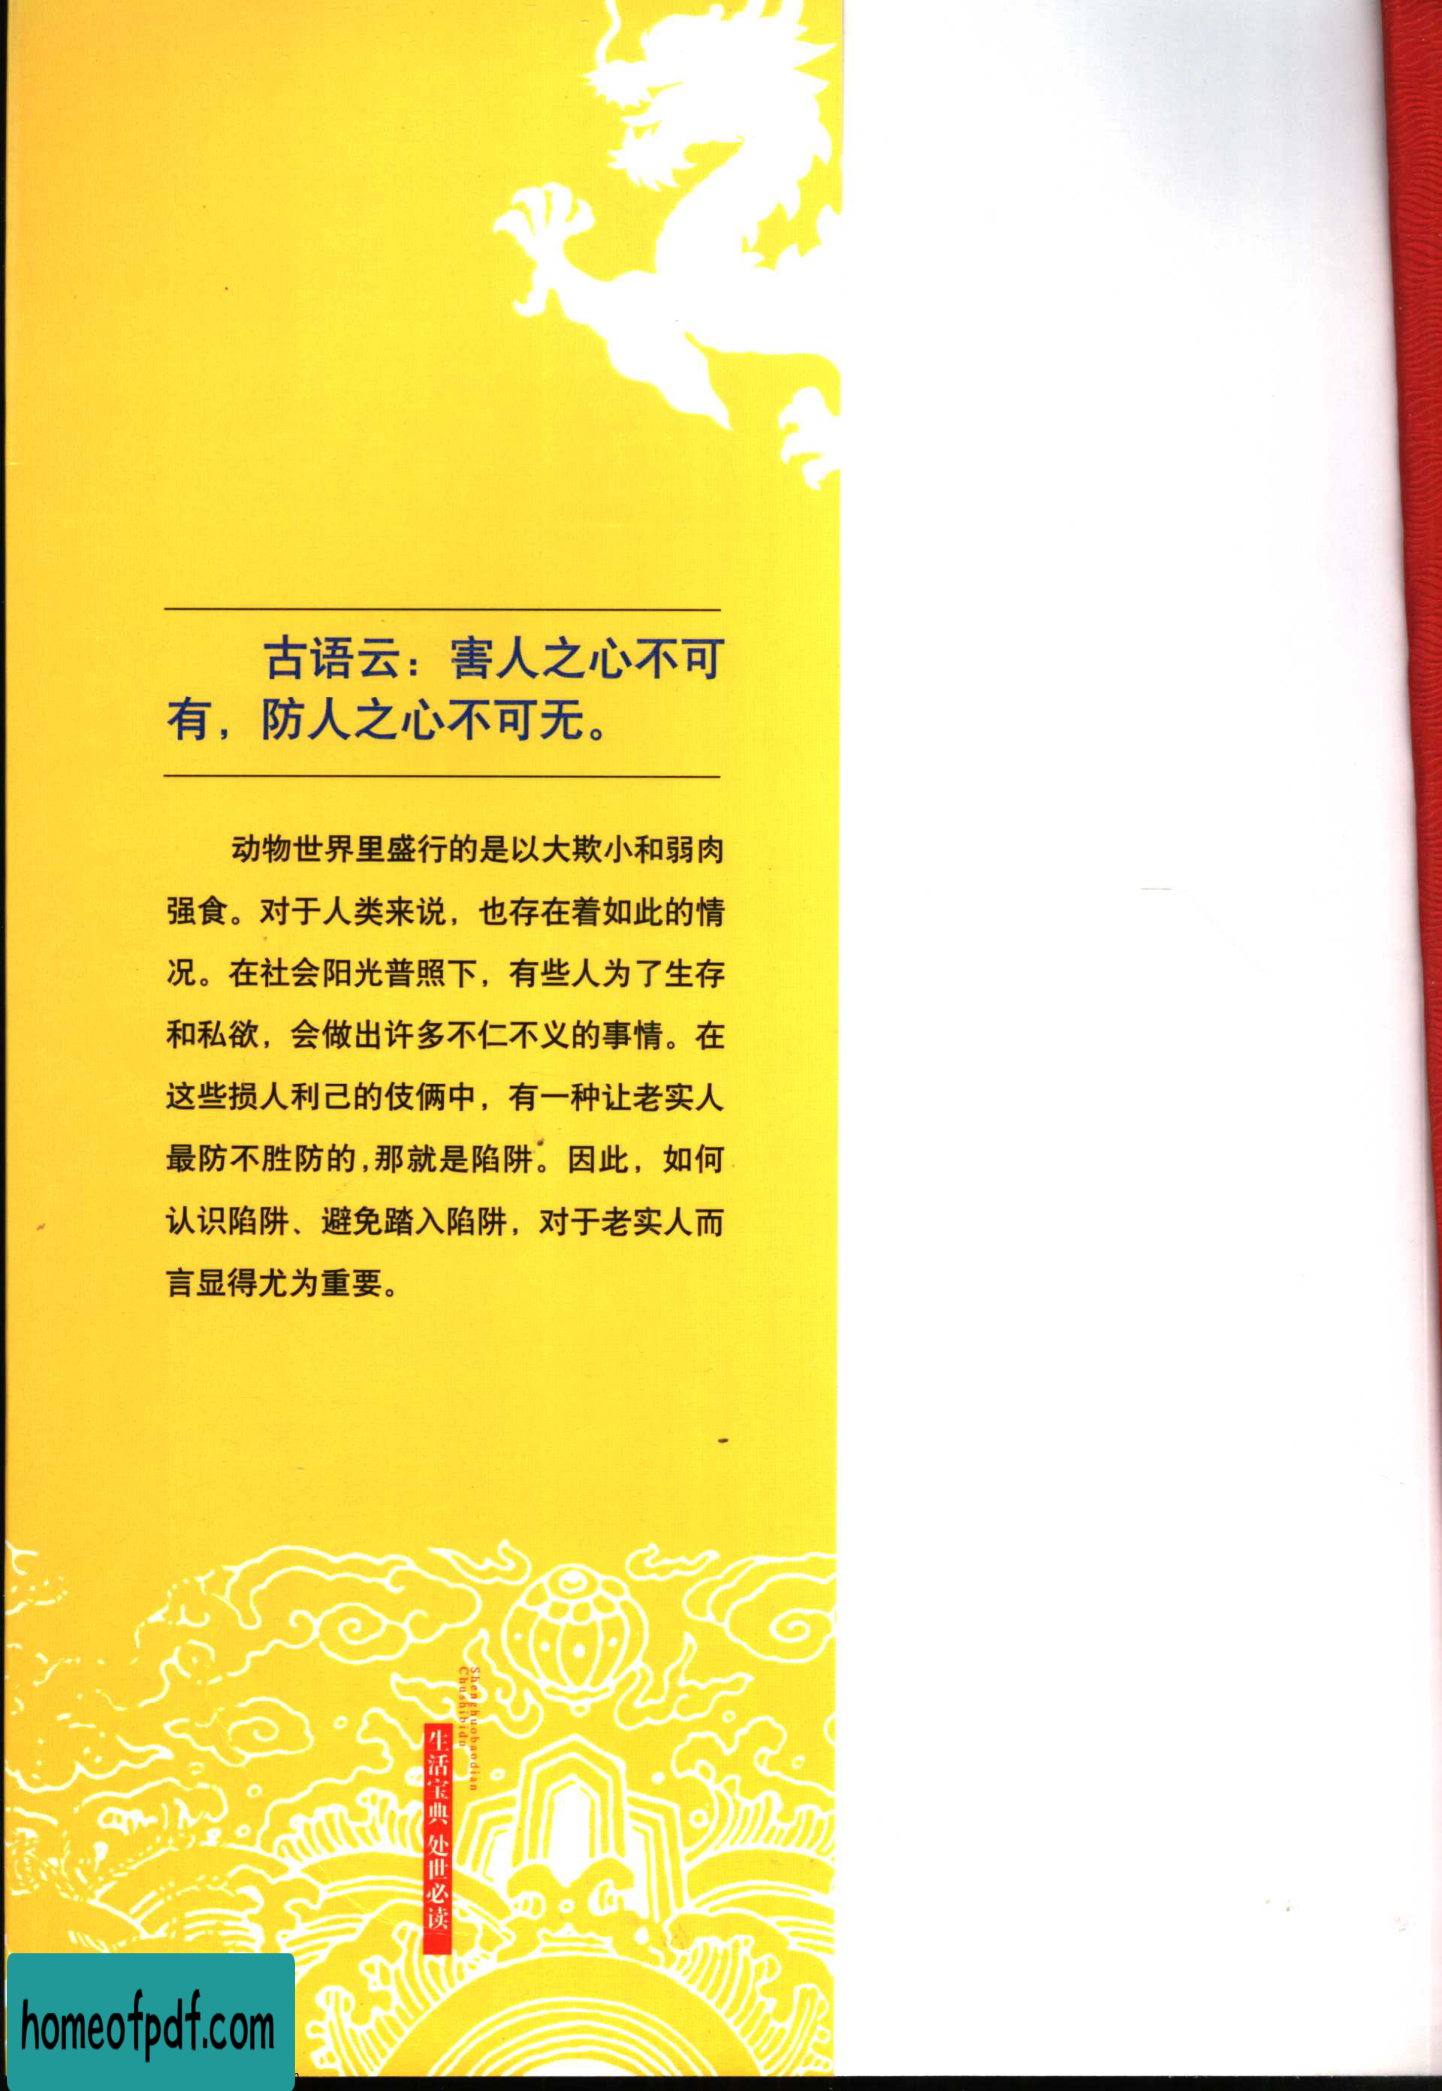 古语云：害人之心不可
有，防人之心不可无。
动物世界里盛行的是以大欺小和弱肉
强食。对于人类来说，也存在着如此的情
况。在社会阳光普照下，有些人为了生存
和私欲，会做出许多不仁不义的事情。在
这些损人利己的伎俩中，有一种让老实人
最防不胜防的，那就是陷阱。因此，如何
认识陷阱、避免踏入陷阱，对于老实人而
言显得尤为重要。
Shenghuobaodian
Chushibidu
生活宝典 处世必读
homeofpdf.com